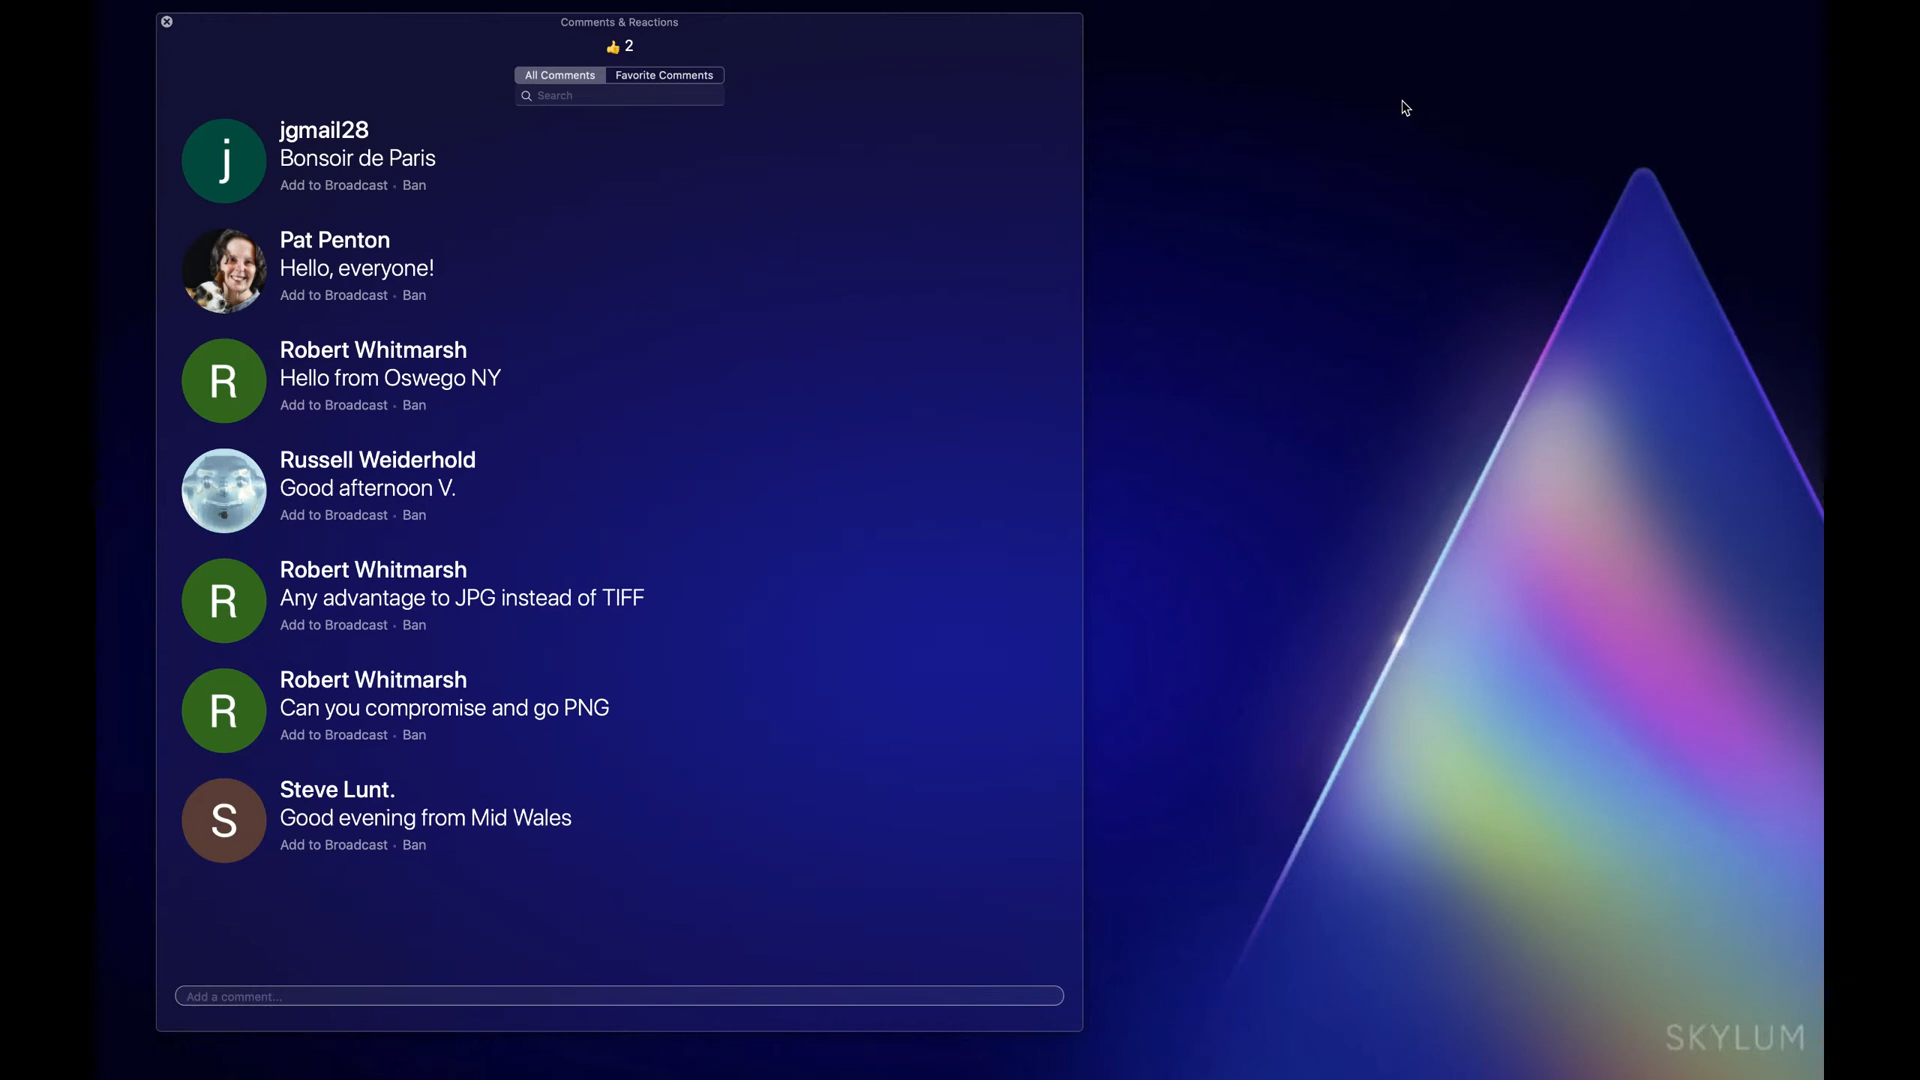 Comments & Reactions
👍 2
All Comments Favorite Comments
Search
j
jgmail28
Bonsoir de Paris
Add to Broadcast • Ban
Pat Penton
Hello, everyone!
Add to Broadcast • Ban
R
Robert Whitmarsh
Hello from Oswego NY
Add to Broadcast • Ban
Russell Weiderhold
Good afternoon V.
Add to Broadcast • Ban
R
Robert Whitmarsh
Any advantage to JPG instead of TIFF
Add to Broadcast • Ban
R
Robert Whitmarsh
Can you compromise and go PNG
Add to Broadcast • Ban
S
Steve Lunt.
Good evening from Mid Wales
Add to Broadcast • Ban
Add a comment...
SKYLUM